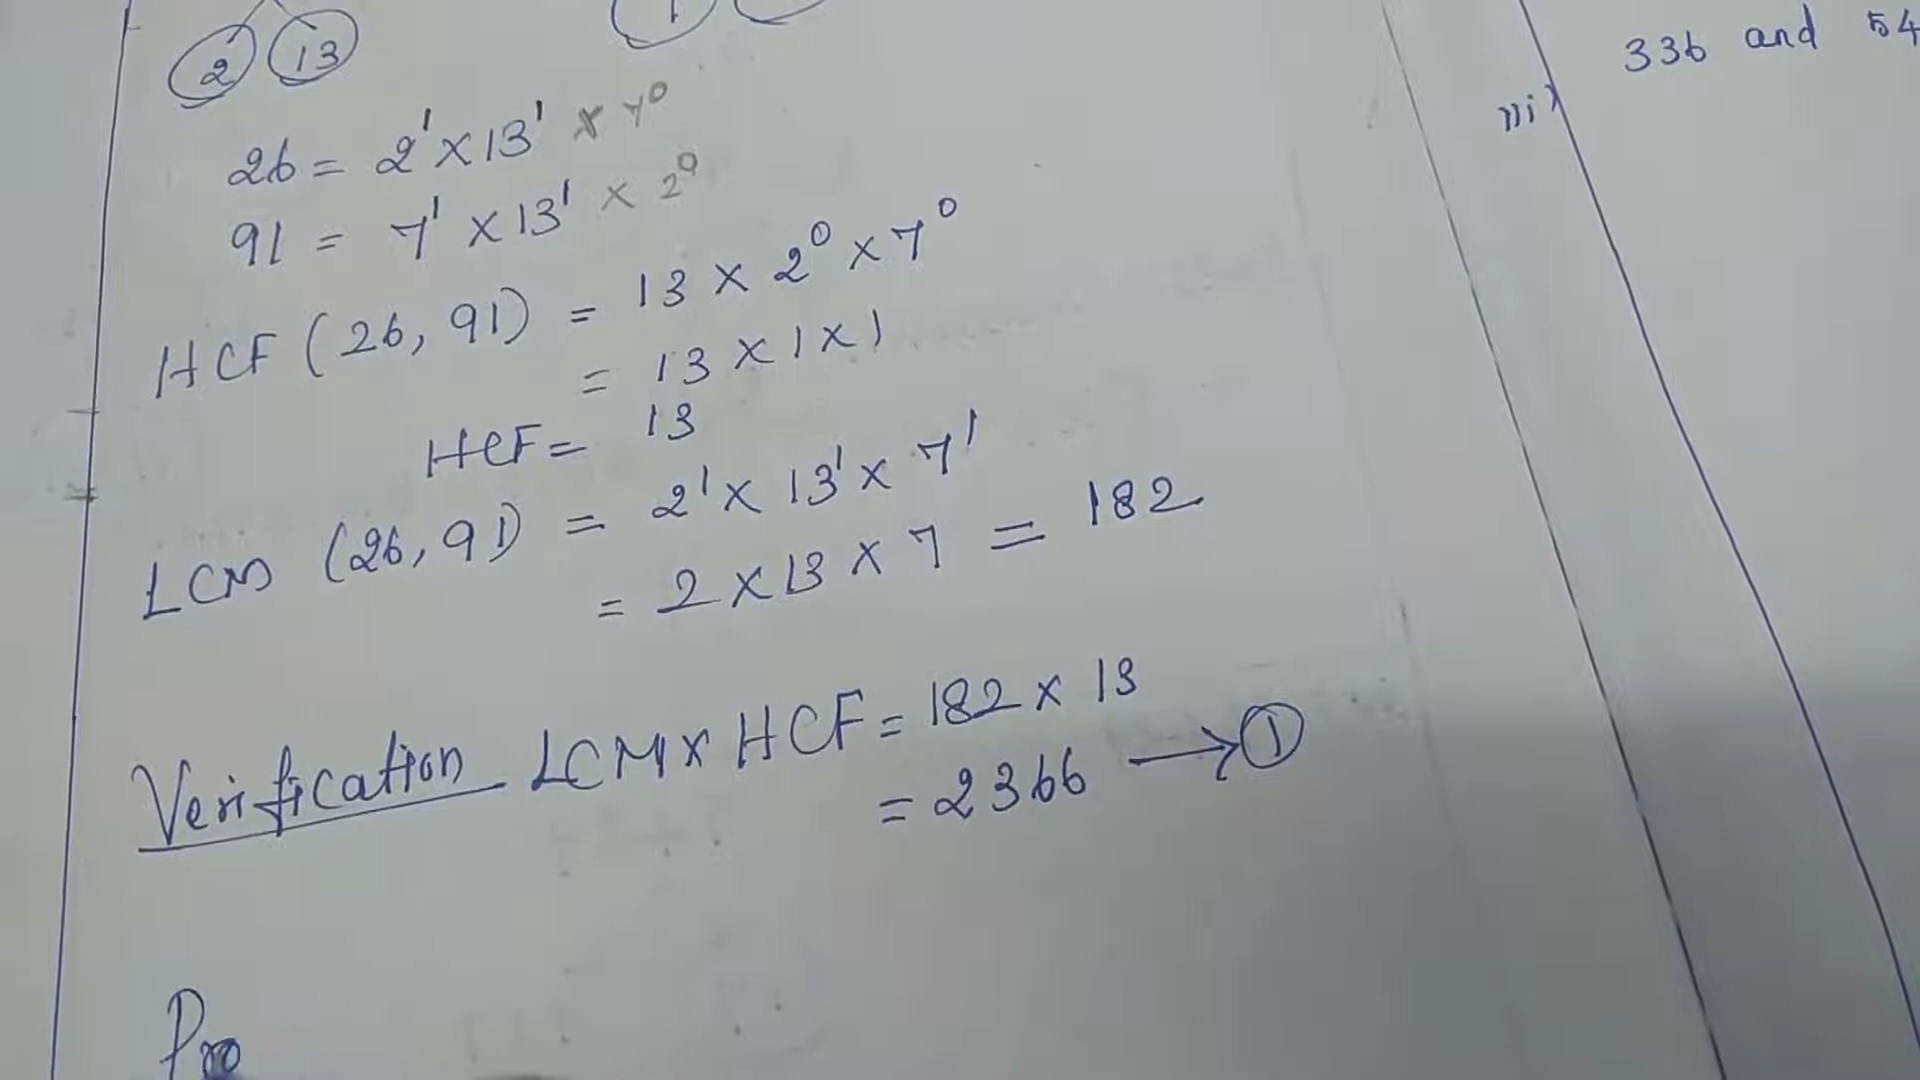 2 13
26 = 2¹ × 13¹ × 7⁰
91 = 7¹ × 13¹ × 2⁰
HCF (26, 91) = 13 × 2⁰ × 7⁰
= 13 × 1 × 1
HCF = 13
LCM (26, 91) = 2¹ × 13¹ × 7¹
= 2 × 13 × 7 = 182
Verification LCM × HCF = 182 × 13
= 2366 → 1
Pro
iii) 336 and 54